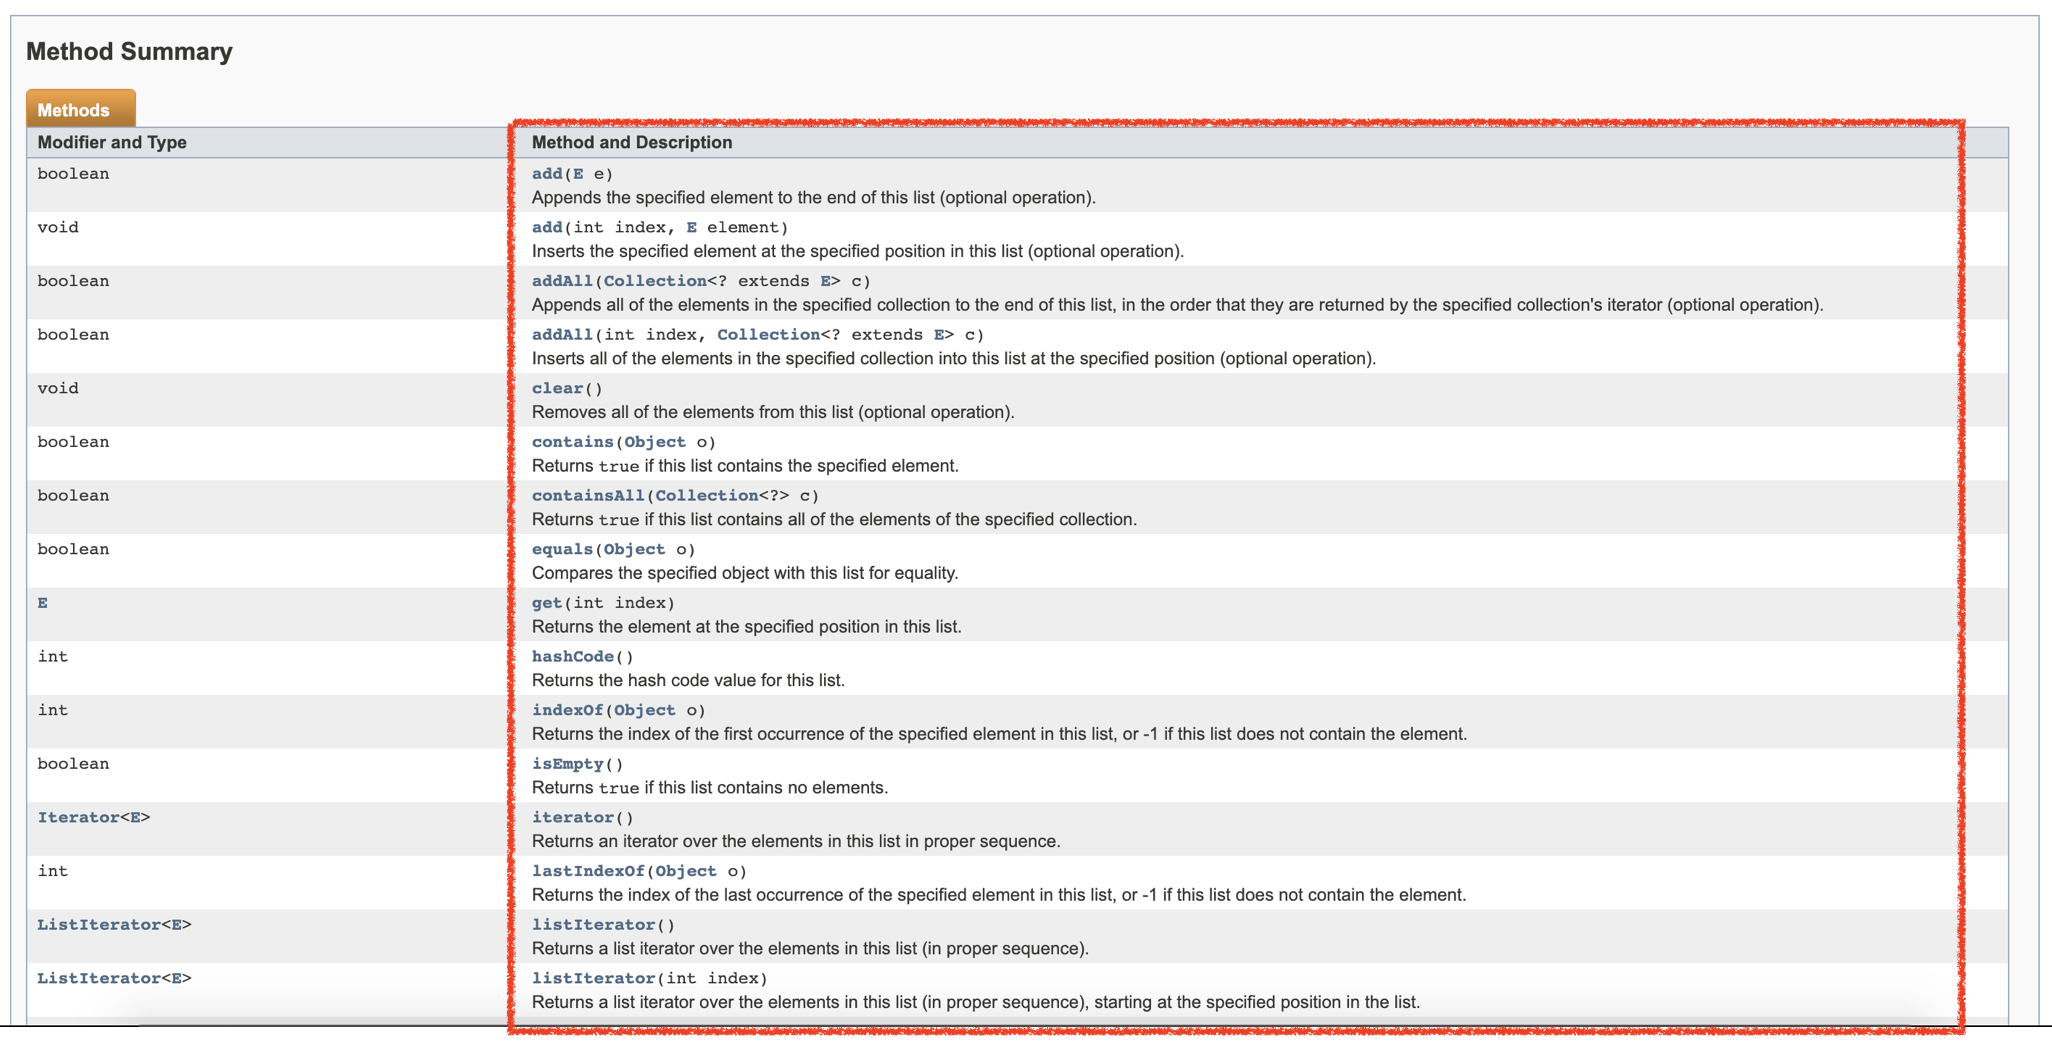 Method Summary
Methods
Modifier and Type Method and Description
boolean add(E e)
Appends the specified element to the end of this list (optional operation).
void add(int index, E element)
Inserts the specified element at the specified position in this list (optional operation).
boolean addAll(Collection<? extends E> c)
Appends all of the elements in the specified collection to the end of this list, in the order that they are returned by the specified collection's iterator (optional operation).
boolean addAll(int index, Collection<? extends E> c)
Inserts all of the elements in the specified collection into this list at the specified position (optional operation).
void clear()
Removes all of the elements from this list (optional operation).
boolean contains(Object o)
Returns true if this list contains the specified element.
boolean containsAll(Collection<?> c)
Returns true if this list contains all of the elements of the specified collection.
boolean equals(Object o)
Compares the specified object with this list for equality.
E get(int index)
Returns the element at the specified position in this list.
int hashCode()
Returns the hash code value for this list.
int indexOf(Object o)
Returns the index of the first occurrence of the specified element in this list, or -1 if this list does not contain the element.
boolean isEmpty()
Returns true if this list contains no elements.
Iterator<E> iterator()
Returns an iterator over the elements in this list in proper sequence.
int lastIndexOf(Object o)
Returns the index of the last occurrence of the specified element in this list, or -1 if this list does not contain the element.
ListIterator<E> listIterator()
Returns a list iterator over the elements in this list (in proper sequence).
ListIterator<E> listIterator(int index)
Returns a list iterator over the elements in this list (in proper sequence), starting at the specified position in the list.